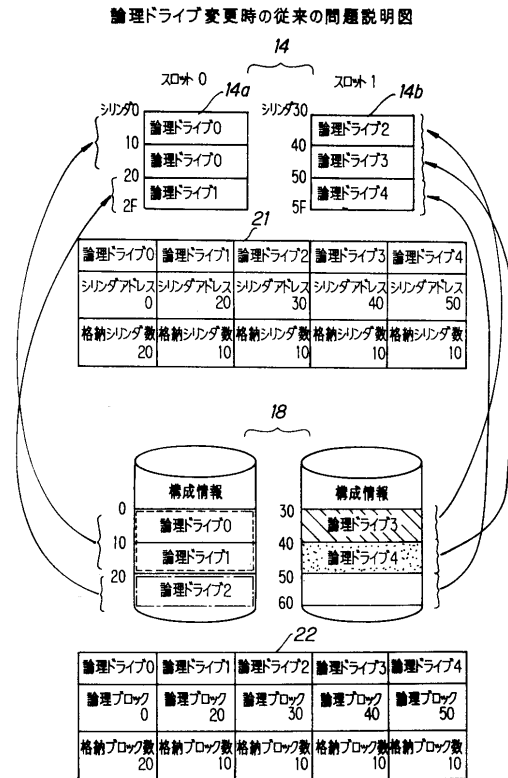 論理ドライブ変更時の従来の問題説明図
14
スロット0 スロット1
14a 14b
シリンダ0 論理ドライブ0
10 論理ドライブ0
20 論理ドライブ1
2F
シリンダ30 論理ドライブ2
40 論理ドライブ3
50 論理ドライブ4
5F
21
論理ドライブ0 論理ドライブ1 論理ドライブ2 論理ドライブ3 論理ドライブ4
シリンダアドレス シリンダアドレス シリンダアドレス シリンダアドレス シリンダアドレス
0 20 30 40 50
格納シリンダ数 格納シリンダ数 格納シリンダ数 格納シリンダ数 格納シリンダ数
20 10 10 10 10
18
構成情報
0 論理ドライブ0
10 論理ドライブ1
20 論理ドライブ2
構成情報
30 論理ドライブ3
40 論理ドライブ4
50
60
22
論理ドライブ0 論理ドライブ1 論理ドライブ2 論理ドライブ3 論理ドライブ4
論理ブロック 論理ブロック 論理ブロック 論理ブロック 論理ブロック
0 20 30 40 50
格納ブロック数 格納ブロック数 格納ブロック数 格納ブロック数 格納ブロック数
20 10 10 10 10